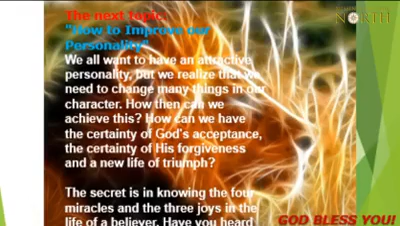 The next topic:
"How to Improve our
Personality"
We all want to have an attractive
personality, but we realize that we
need to change many things in our
character. How then can we
achieve this? How can we have
the certainty of God's acceptance,
the certainty of His forgiveness
and a new life of triumph?
The secret is in knowing the four
miracles and the three joys in the
life of a believer. Have you heard
GOD BLESS YOU!
NORTH